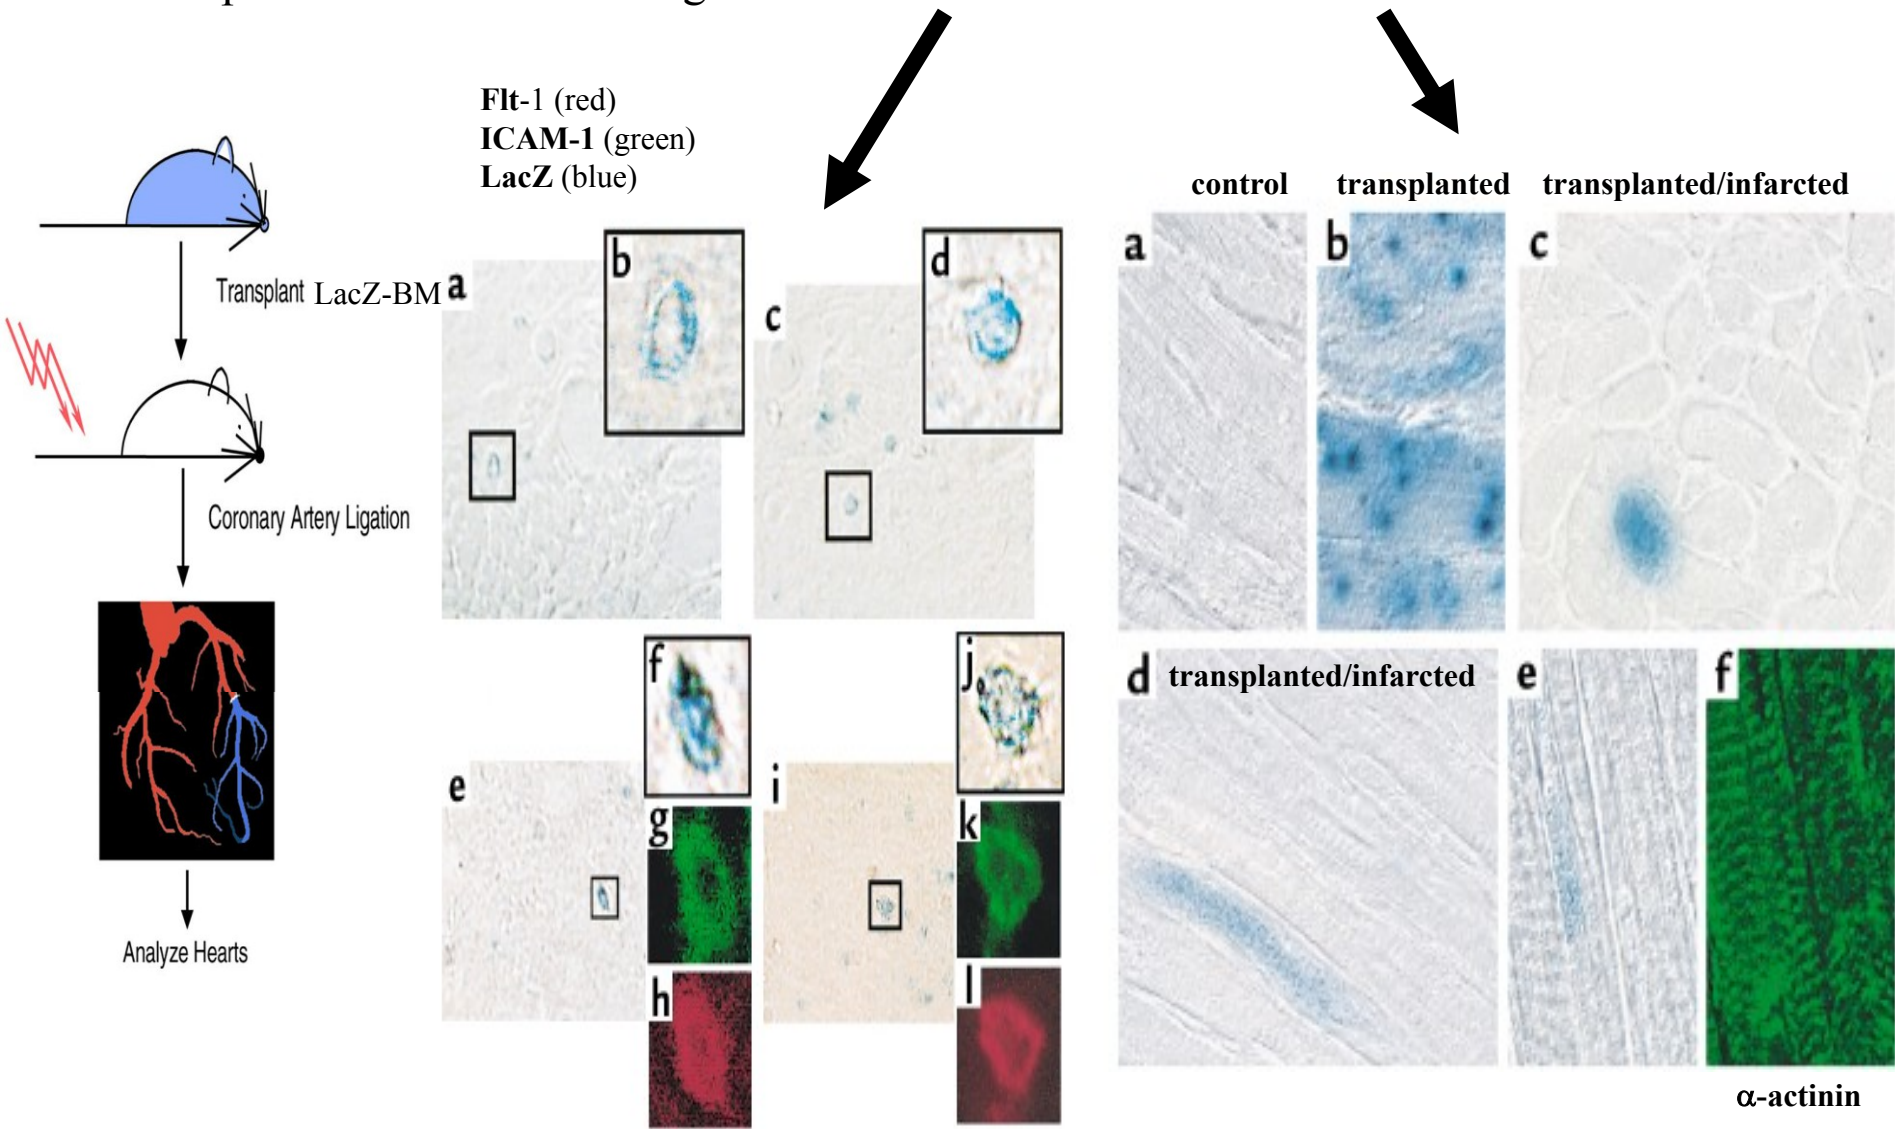 Flt-1 (red)
ICAM-1 (green)
LacZ (blue)
Transplant LacZ-BM
Coronary Artery Ligation
Analyze Hearts
a
b
c
d
e
f
g
h
i
j
k
l
control
transplanted
transplanted/infarcted
a
b
c
d
transplanted/infarcted
e
f
α-actinin